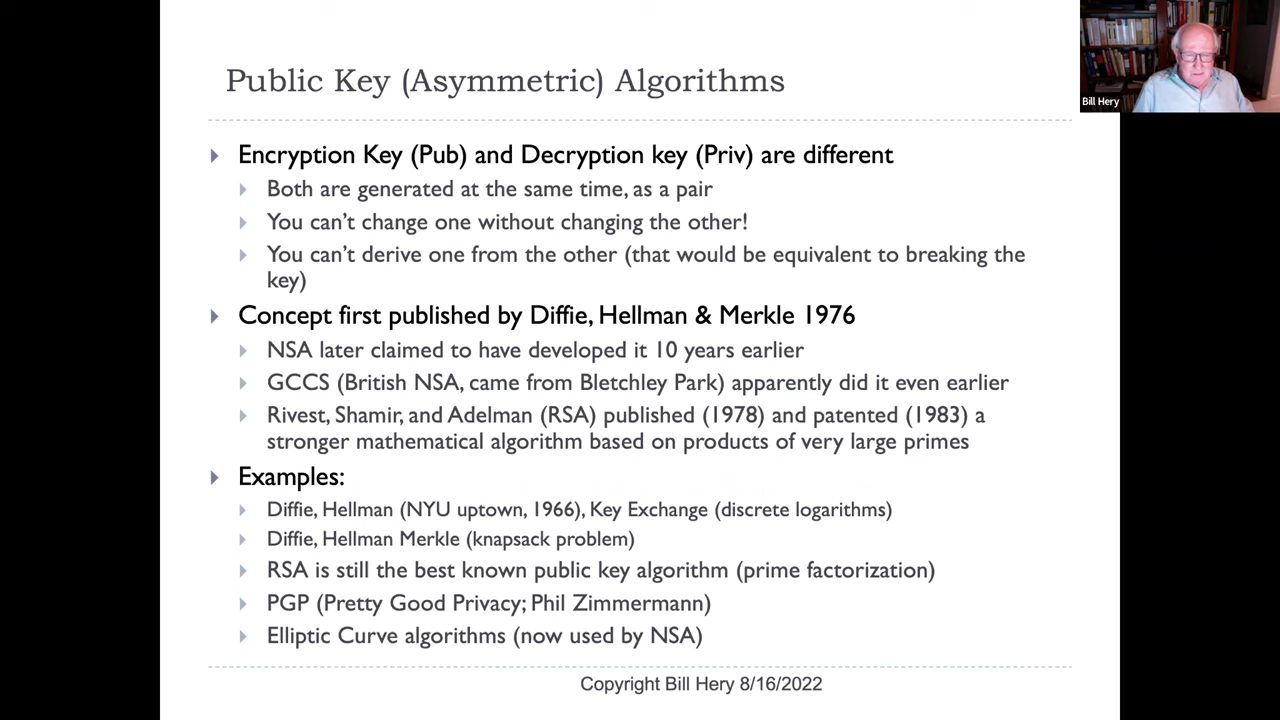 Public Key (Asymmetric) Algorithms
Bill Hery
Encryption Key (Pub) and Decryption key (Priv) are different
Both are generated at the same time, as a pair
You can't change one without changing the other!
You can't derive one from the other (that would be equivalent to breaking the
key)
Concept first published by Diffie, Hellman & Merkle 1976
NSA later claimed to have developed it 10 years earlier
GCCS (British NSA, came from Bletchley Park) apparently did it even earlier
Rivest, Shamir, and Adelman (RSA) published (1978) and patented (1983) a
stronger mathematical algorithm based on products of very large primes
Examples:
Diffie, Hellman (NYU uptown, 1966), Key Exchange (discrete logarithms)
Diffie, Hellman Merkle (knapsack problem)
RSA is still the best known public key algorithm (prime factorization)
PGP (Pretty Good Privacy; Phil Zimmermann)
Elliptic Curve algorithms (now used by NSA)
Copyright Bill Hery 8/16/2022